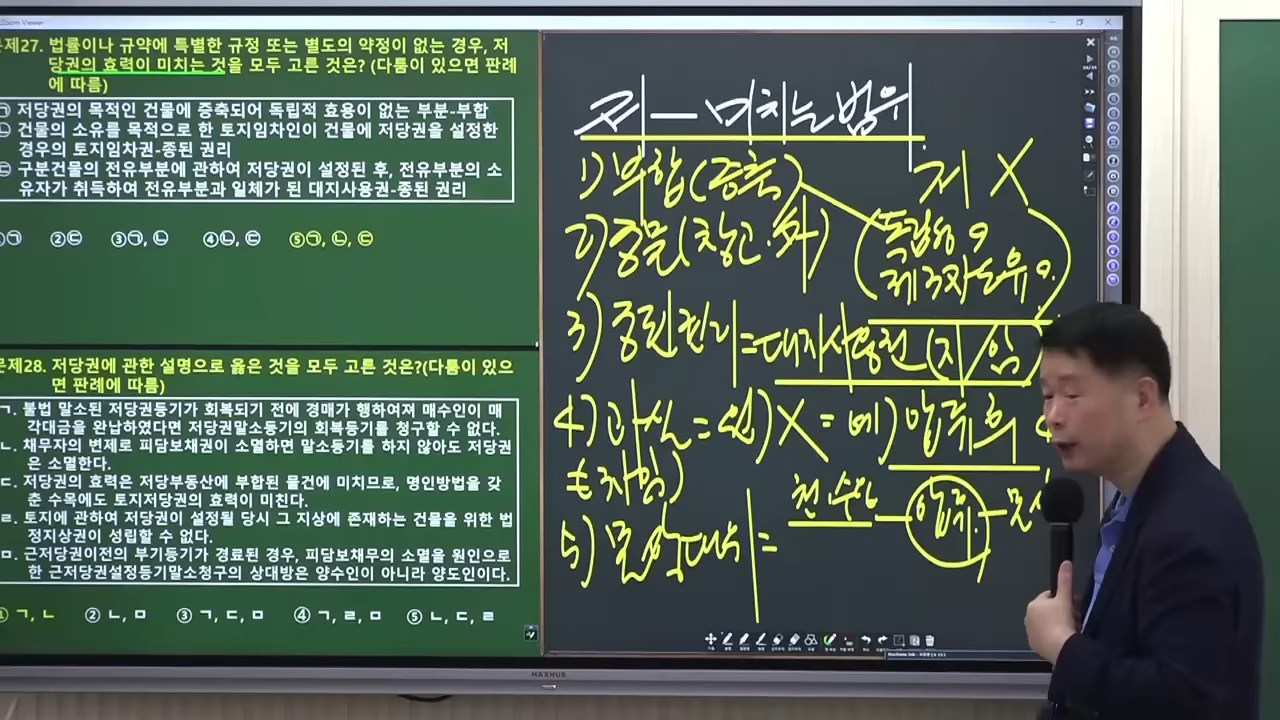 Zoom Viewer
문제27. 법률이나 규약에 특별한 규정 또는 별도의 약정이 없는 경우, 저
당권의 효력이 미치는 것을 모두 고른 것은? (다툼이 있으면 판례
에 따름)
㉠ 저당권의 목적인 건물에 증축되어 독립적 효용이 없는 부분-부합
㉡ 건물의 소유를 목적으로 한 토지임차인이 건물에 저당권을 설정한
경우의 토지임차권-종된 권리
㉢ 구분건물의 전유부분에 관하여 저당권이 설정된 후, 전유부분의 소
유자가 취득하여 전유부분과 일체가 된 대지사용권-종된 권리
①㉠ ②㉢ ③㉠, ㉡ ④㉡, ㉢ ⑤㉠, ㉡, ㉢
문제28. 저당권에 관한 설명으로 옳은 것을 모두 고른 것은?(다툼이 있으
면 판례에 따름)
ㄱ. 불법 말소된 저당권등기가 회복되기 전에 경매가 행하여져 매수인이 매
각대금을 완납하였다면 저당권말소등기의 회복등기를 청구할 수 없다.
ㄴ. 채무자의 변제로 피담보채권이 소멸하면 말소등기를 하지 않아도 저당권
은 소멸한다.
ㄷ. 저당권의 효력은 저당부동산에 부합된 물건에 미치므로, 명인방법을 갖
춘 수목에도 토지저당권의 효력이 미친다.
ㄹ. 토지에 관하여 저당권이 설정될 당시 그 지상에 존재하는 건물을 위한 법
정지상권이 성립할 수 없다.
ㅁ. 근저당권이전의 부기등기가 경료된 경우, 피담보채무의 소멸을 원인으로
한 근저당권설정등기말소청구의 상대방은 양수인이 아니라 양도인이다.
① ㄱ, ㄴ ② ㄴ, ㅁ ③ ㄱ, ㄷ, ㅁ ④ ㄱ, ㄹ, ㅁ ⑤ ㄴ, ㄷ, ㄹ
저 — 미치는 범위
1) 부합(증축) 저 X
2) 종물(창고·화) (독립성 o
제3자소유 o.)
3) 종된권리=대지사용권(지/임)
4) 과실 = 원) X = 예) 압류후
천, 수단 — 압류.
5) 물상대위 =
MAXHUB